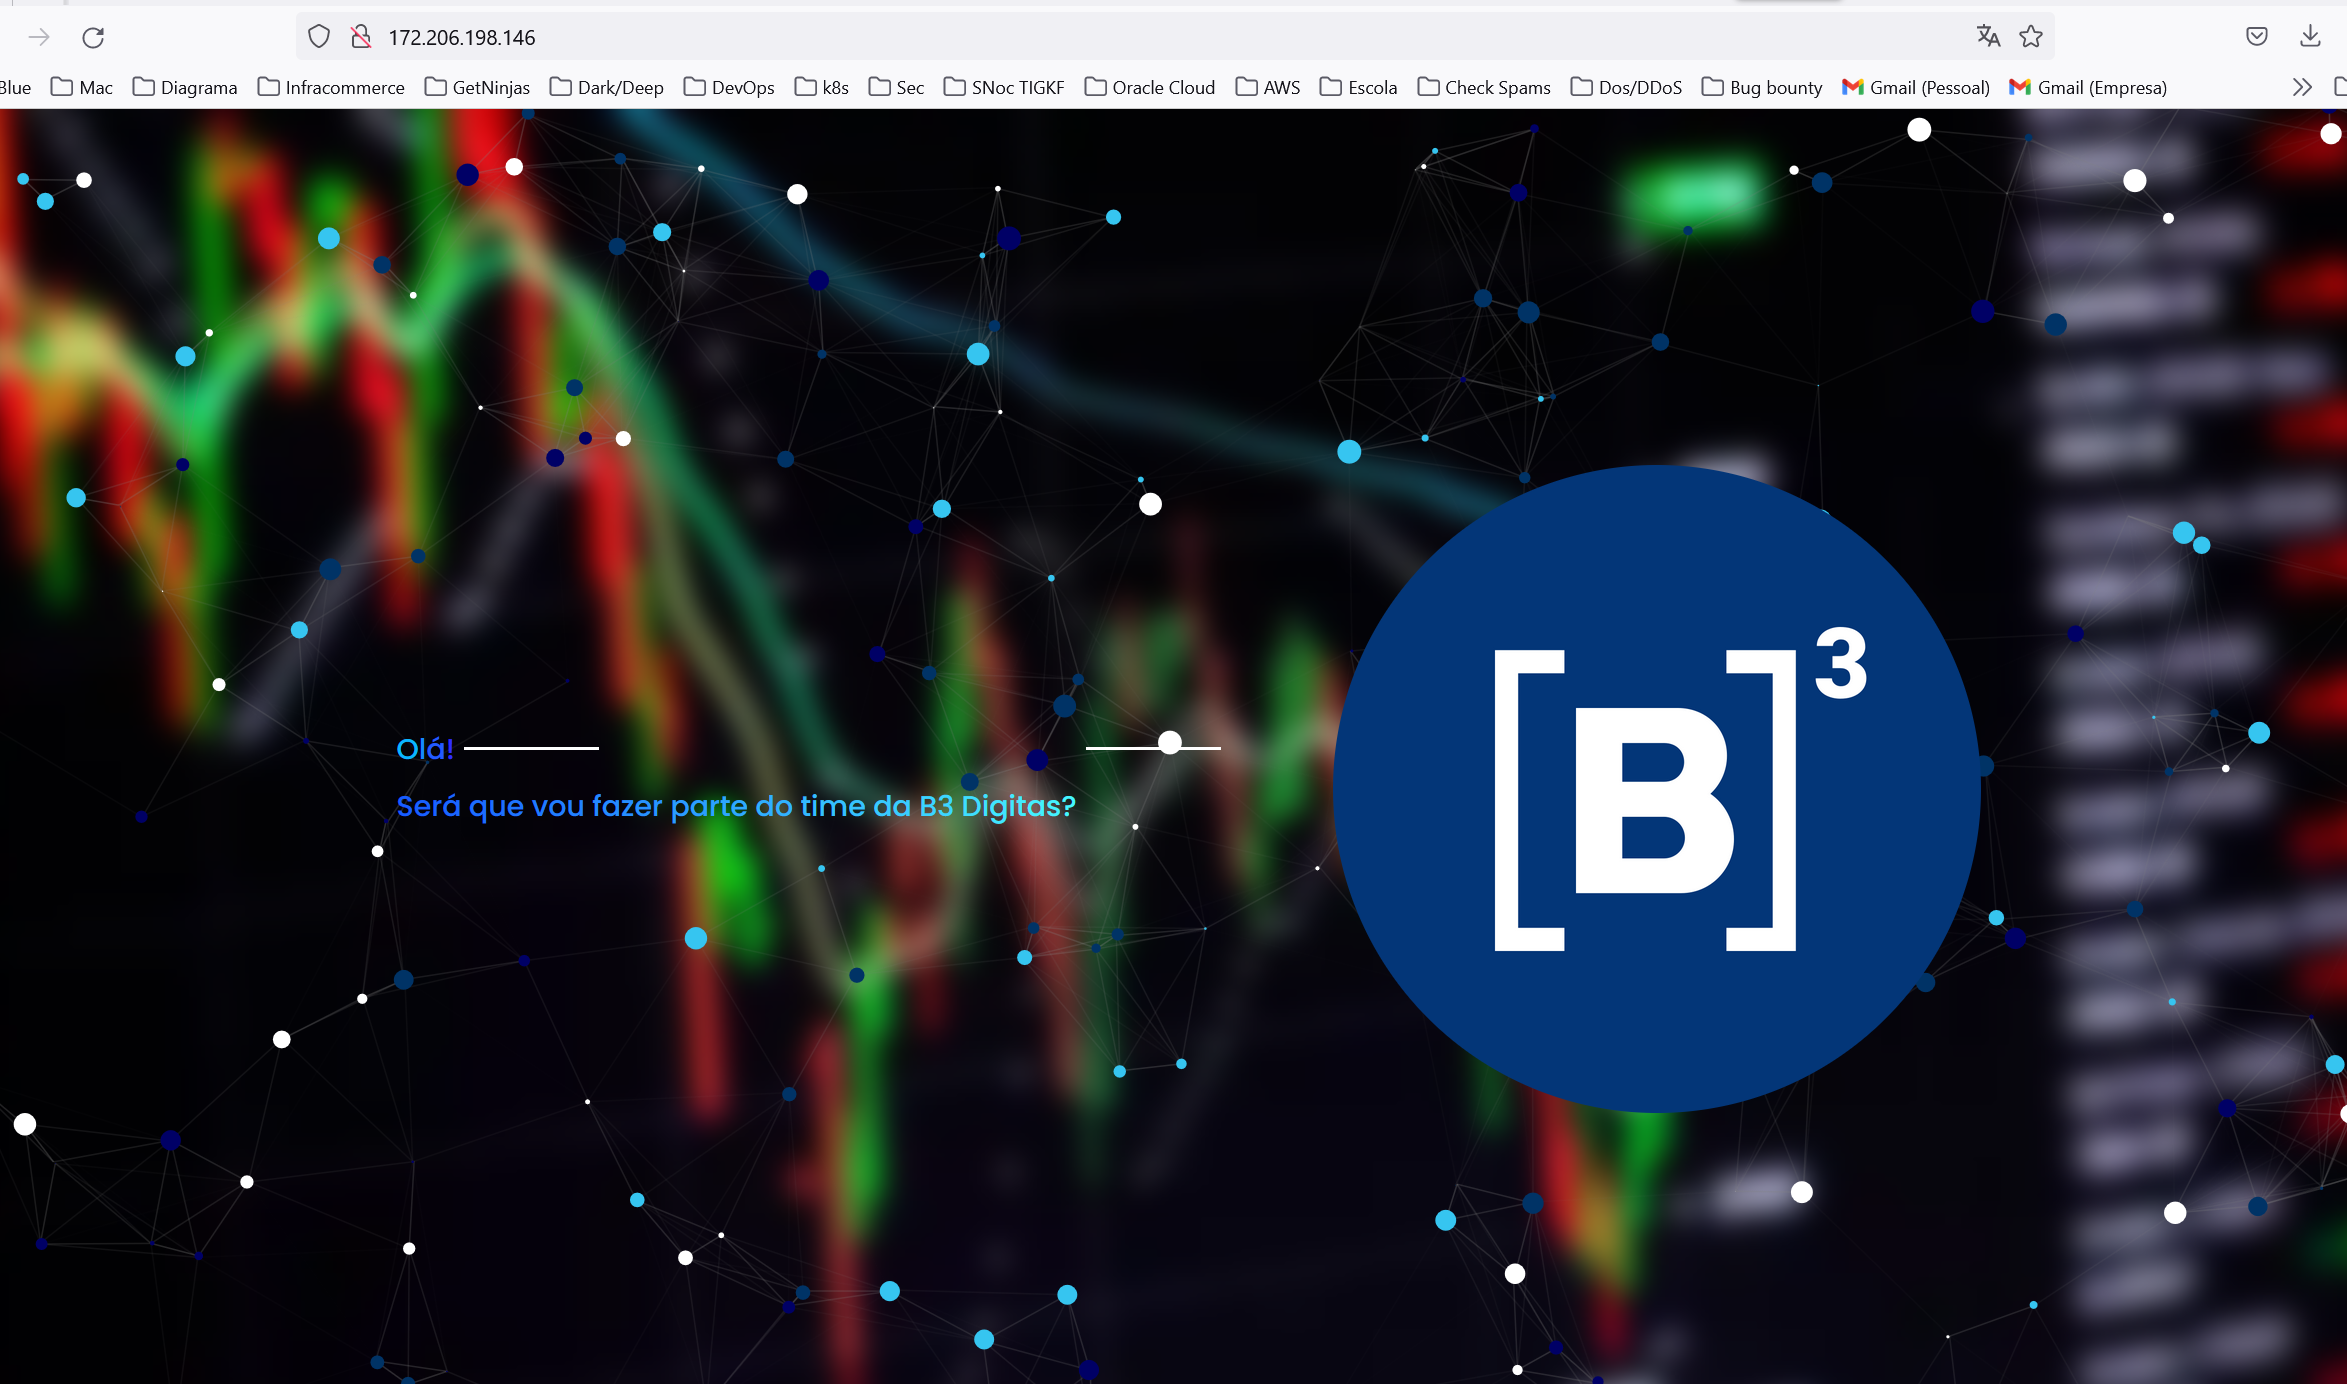 172.206.198.146
Blue Mac Diagrama Infracommerce GetNinjas Dark/Deep DevOps k8s Sec SNoc TIGKF Oracle Cloud AWS Escola Check Spams Dos/DDoS Bug bounty Gmail (Pessoal) Gmail (Empresa)
Olá!
Será que vou fazer parte do time da B3 Digitas?
[B]³